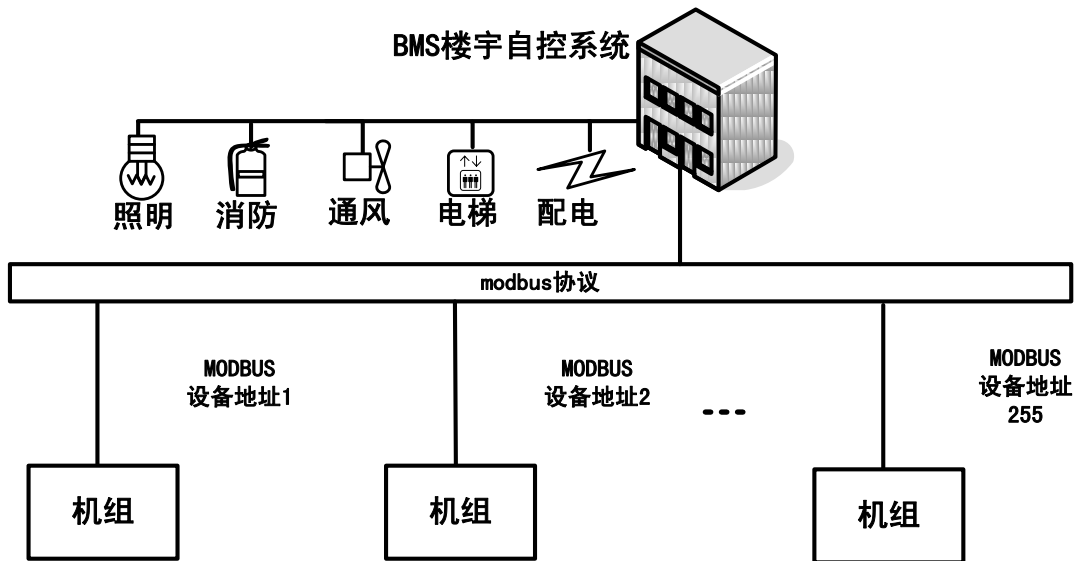 BMS楼宇自控系统
照明
消防
通风
电梯
配电
modbus协议
MODBUS
设备地址1
MODBUS
设备地址2
MODBUS
设备地址
255
机组
机组
机组